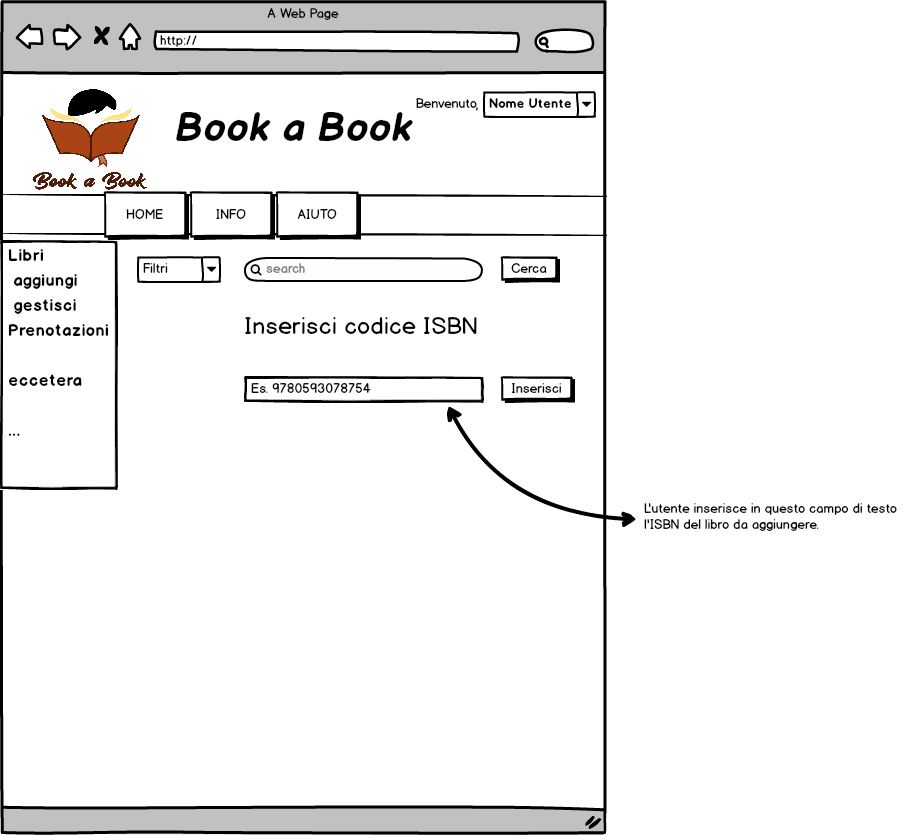 A Web Page
http://
Benvenuto,
Nome Utente
Book a Book
Book a Book
HOME
INFO
AIUTO
Libri
aggiungi
gestisci
Prenotazioni
eccetera
...
Filtri
search
Cerca
Inserisci codice ISBN
Es. 9780593078754
Inserisci
L'utente inserisce in questo campo di testo
l'ISBN del libro da aggiungere.